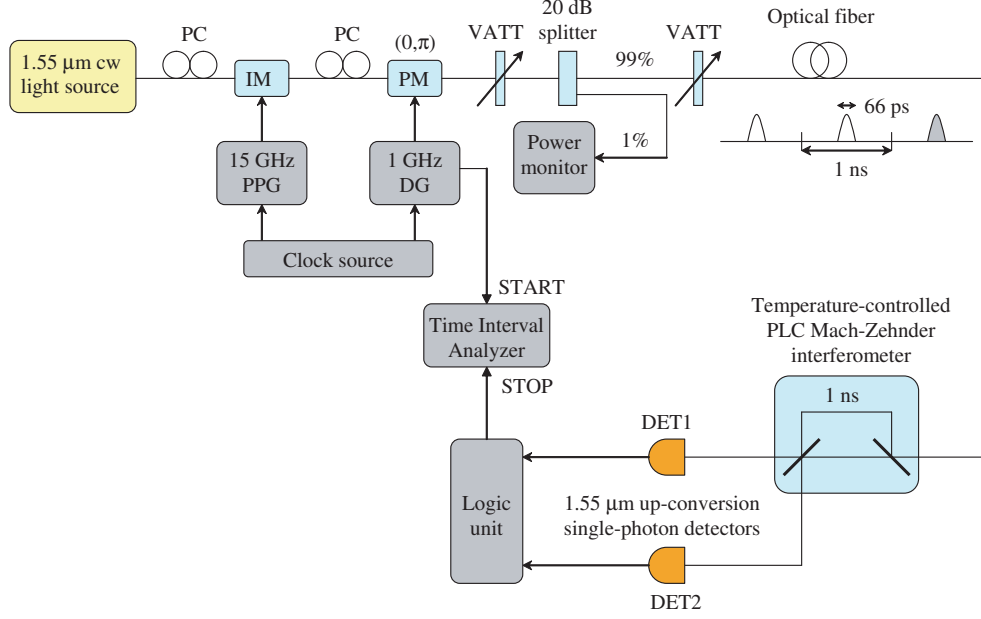 1.55 μm cw
light source
PC
IM
PC
(0,π)
PM
VATT
20 dB
splitter
99%
VATT
Optical fiber
66 ps
1 ns
15 GHz
PPG
1 GHz
DG
Power
monitor
1%
Clock source
START
Time Interval
Analyzer
STOP
Temperature-controlled
PLC Mach-Zehnder
interferometer
1 ns
DET1
Logic
unit
1.55 μm up-conversion
single-photon detectors
DET2